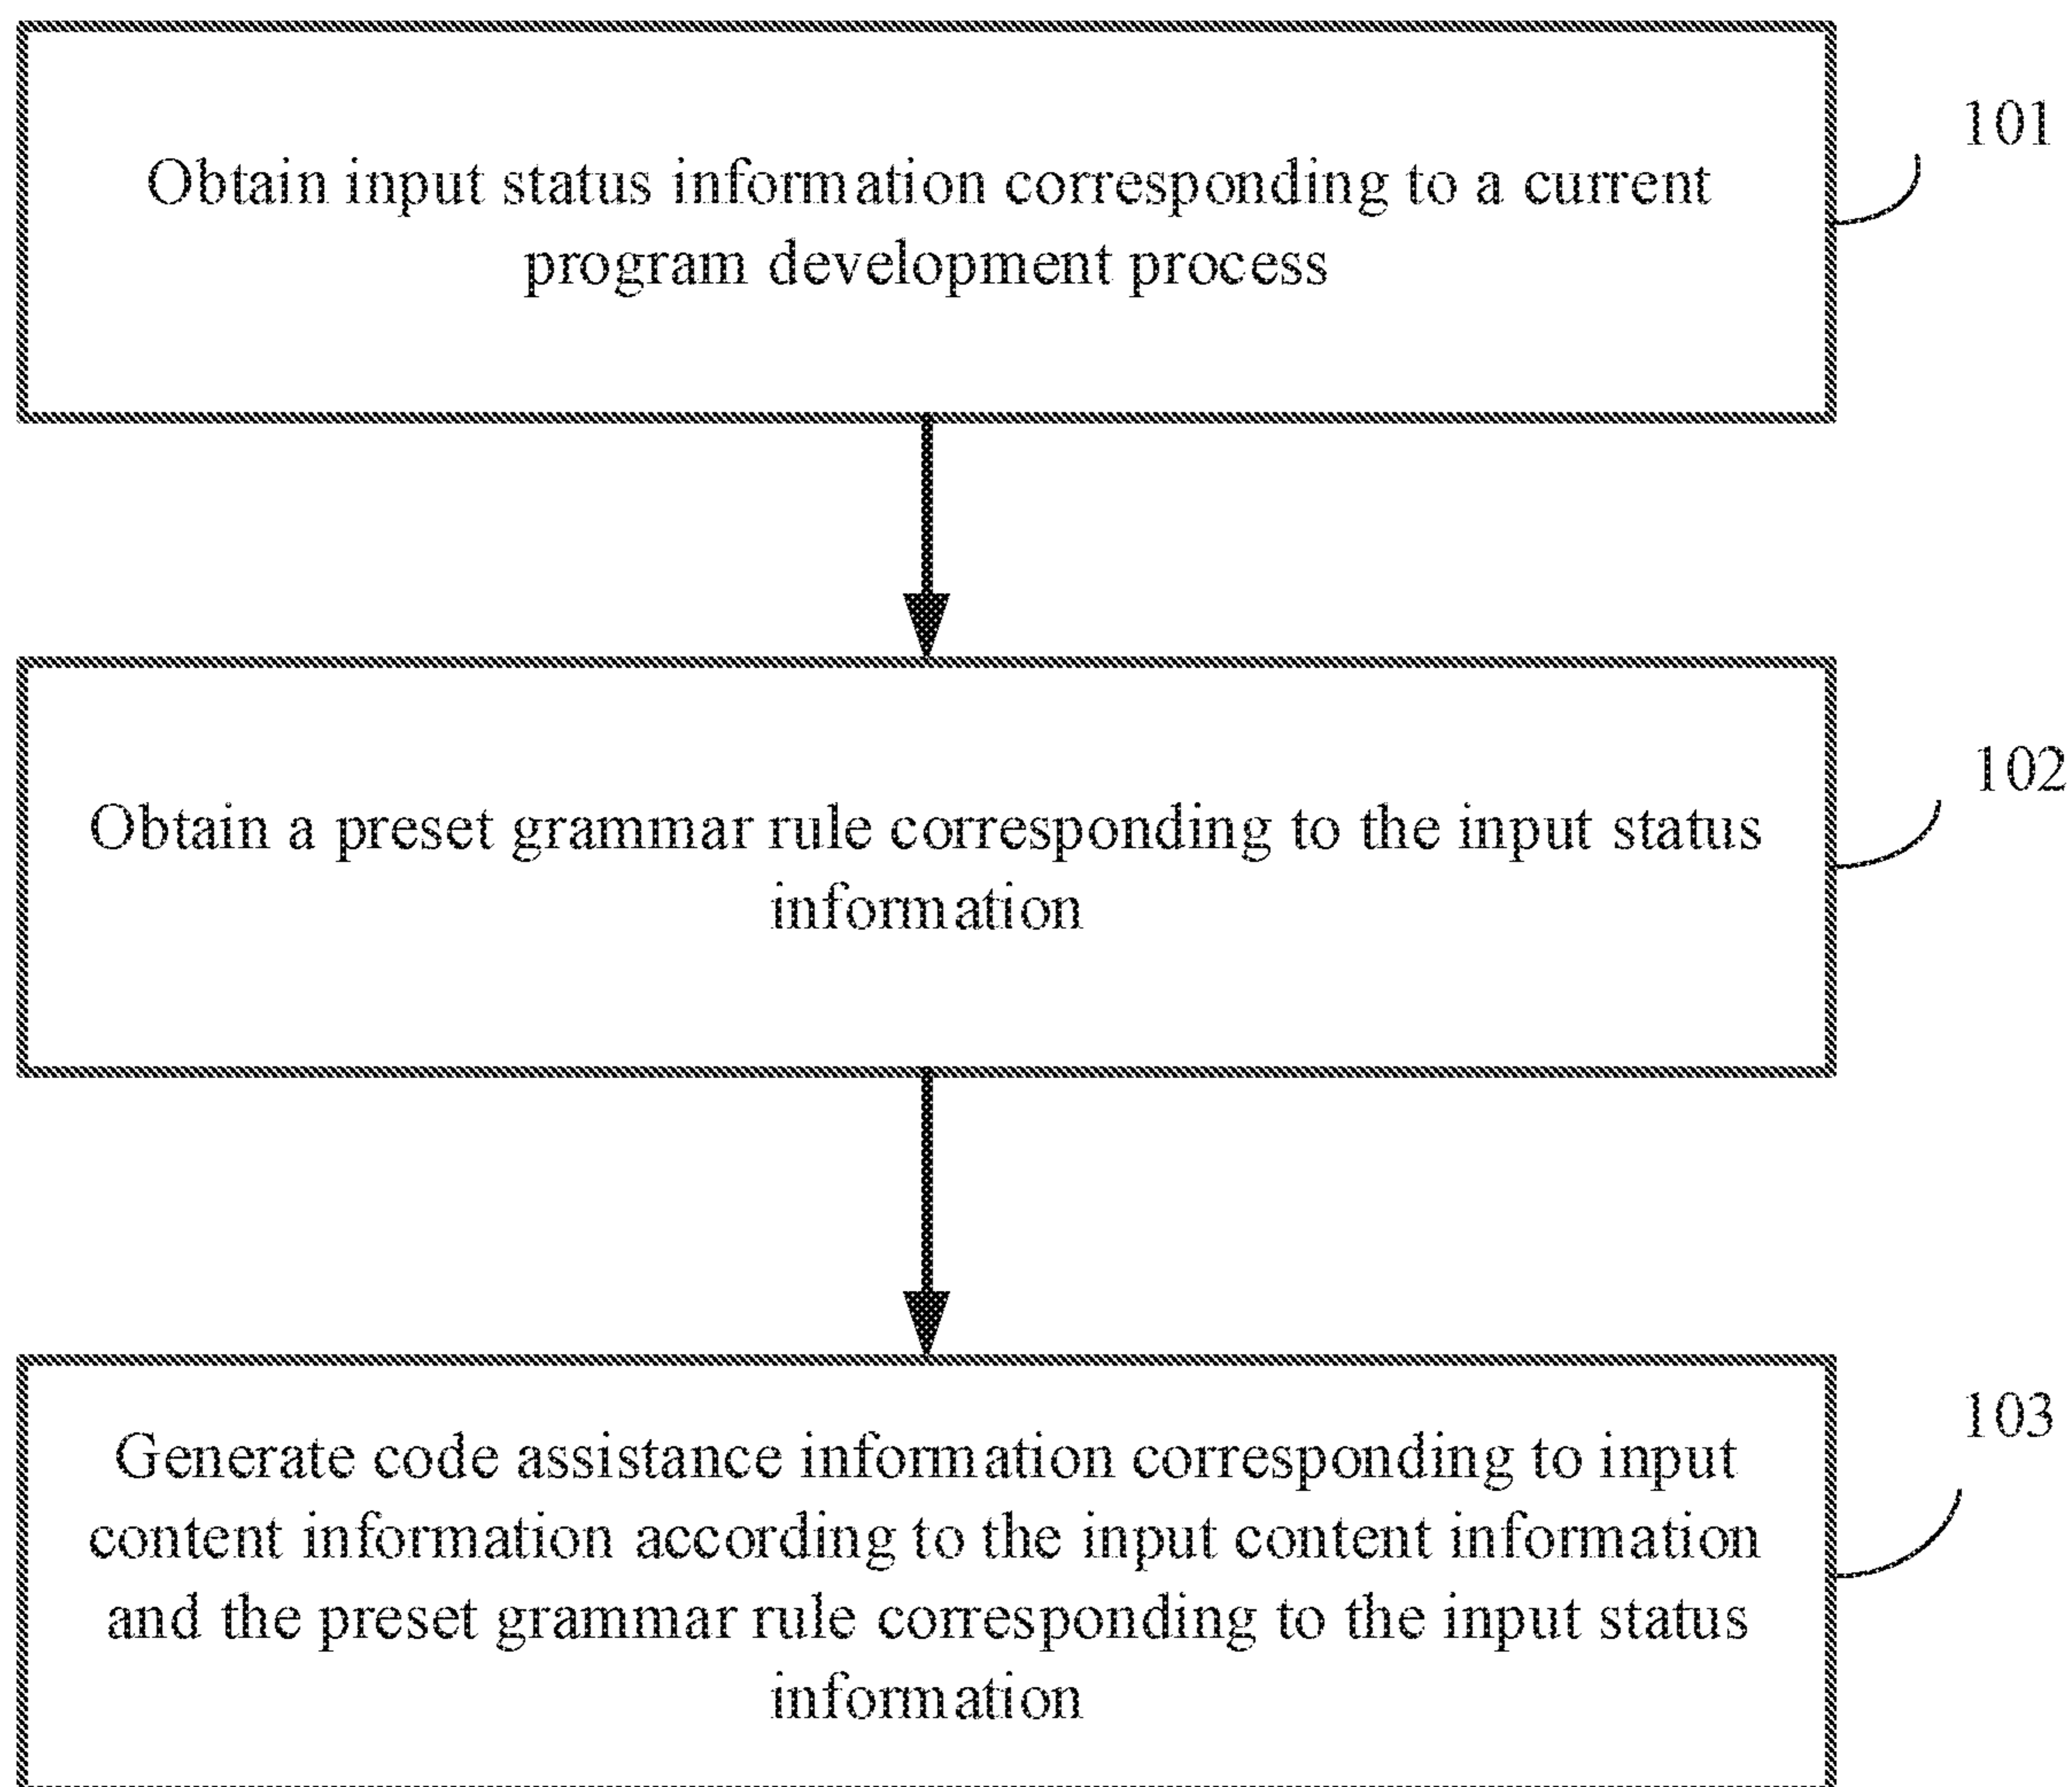 101
Obtain input status information corresponding to a current
program development process
102
Obtain a preset grammar rule corresponding to the input status
information
103
Generate code assistance information corresponding to input
content information according to the input content information
and the preset grammar rule corresponding to the input status
information